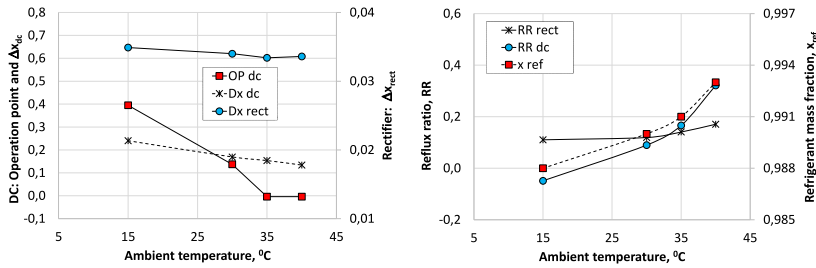 0,8
0,7
0,6
0,5
0,4
0,3
0,2
0,1
0,0
-0,1
DC: Operation point and Δx_dc
0,04
0,03
0,02
0,01
Rectifier: Δx_rect
OP dc
Dx dc
Dx rect
5 15 25 35 45
Ambient temperature, ⁰C
0,6
0,4
0,2
0,0
-0,2
Reflux ratio, RR
0,997
0,994
0,991
0,988
0,985
Refrigerant mass fraction, x_ref
RR rect
RR dc
x ref
5 15 25 35 45
Ambient temperature, ⁰C